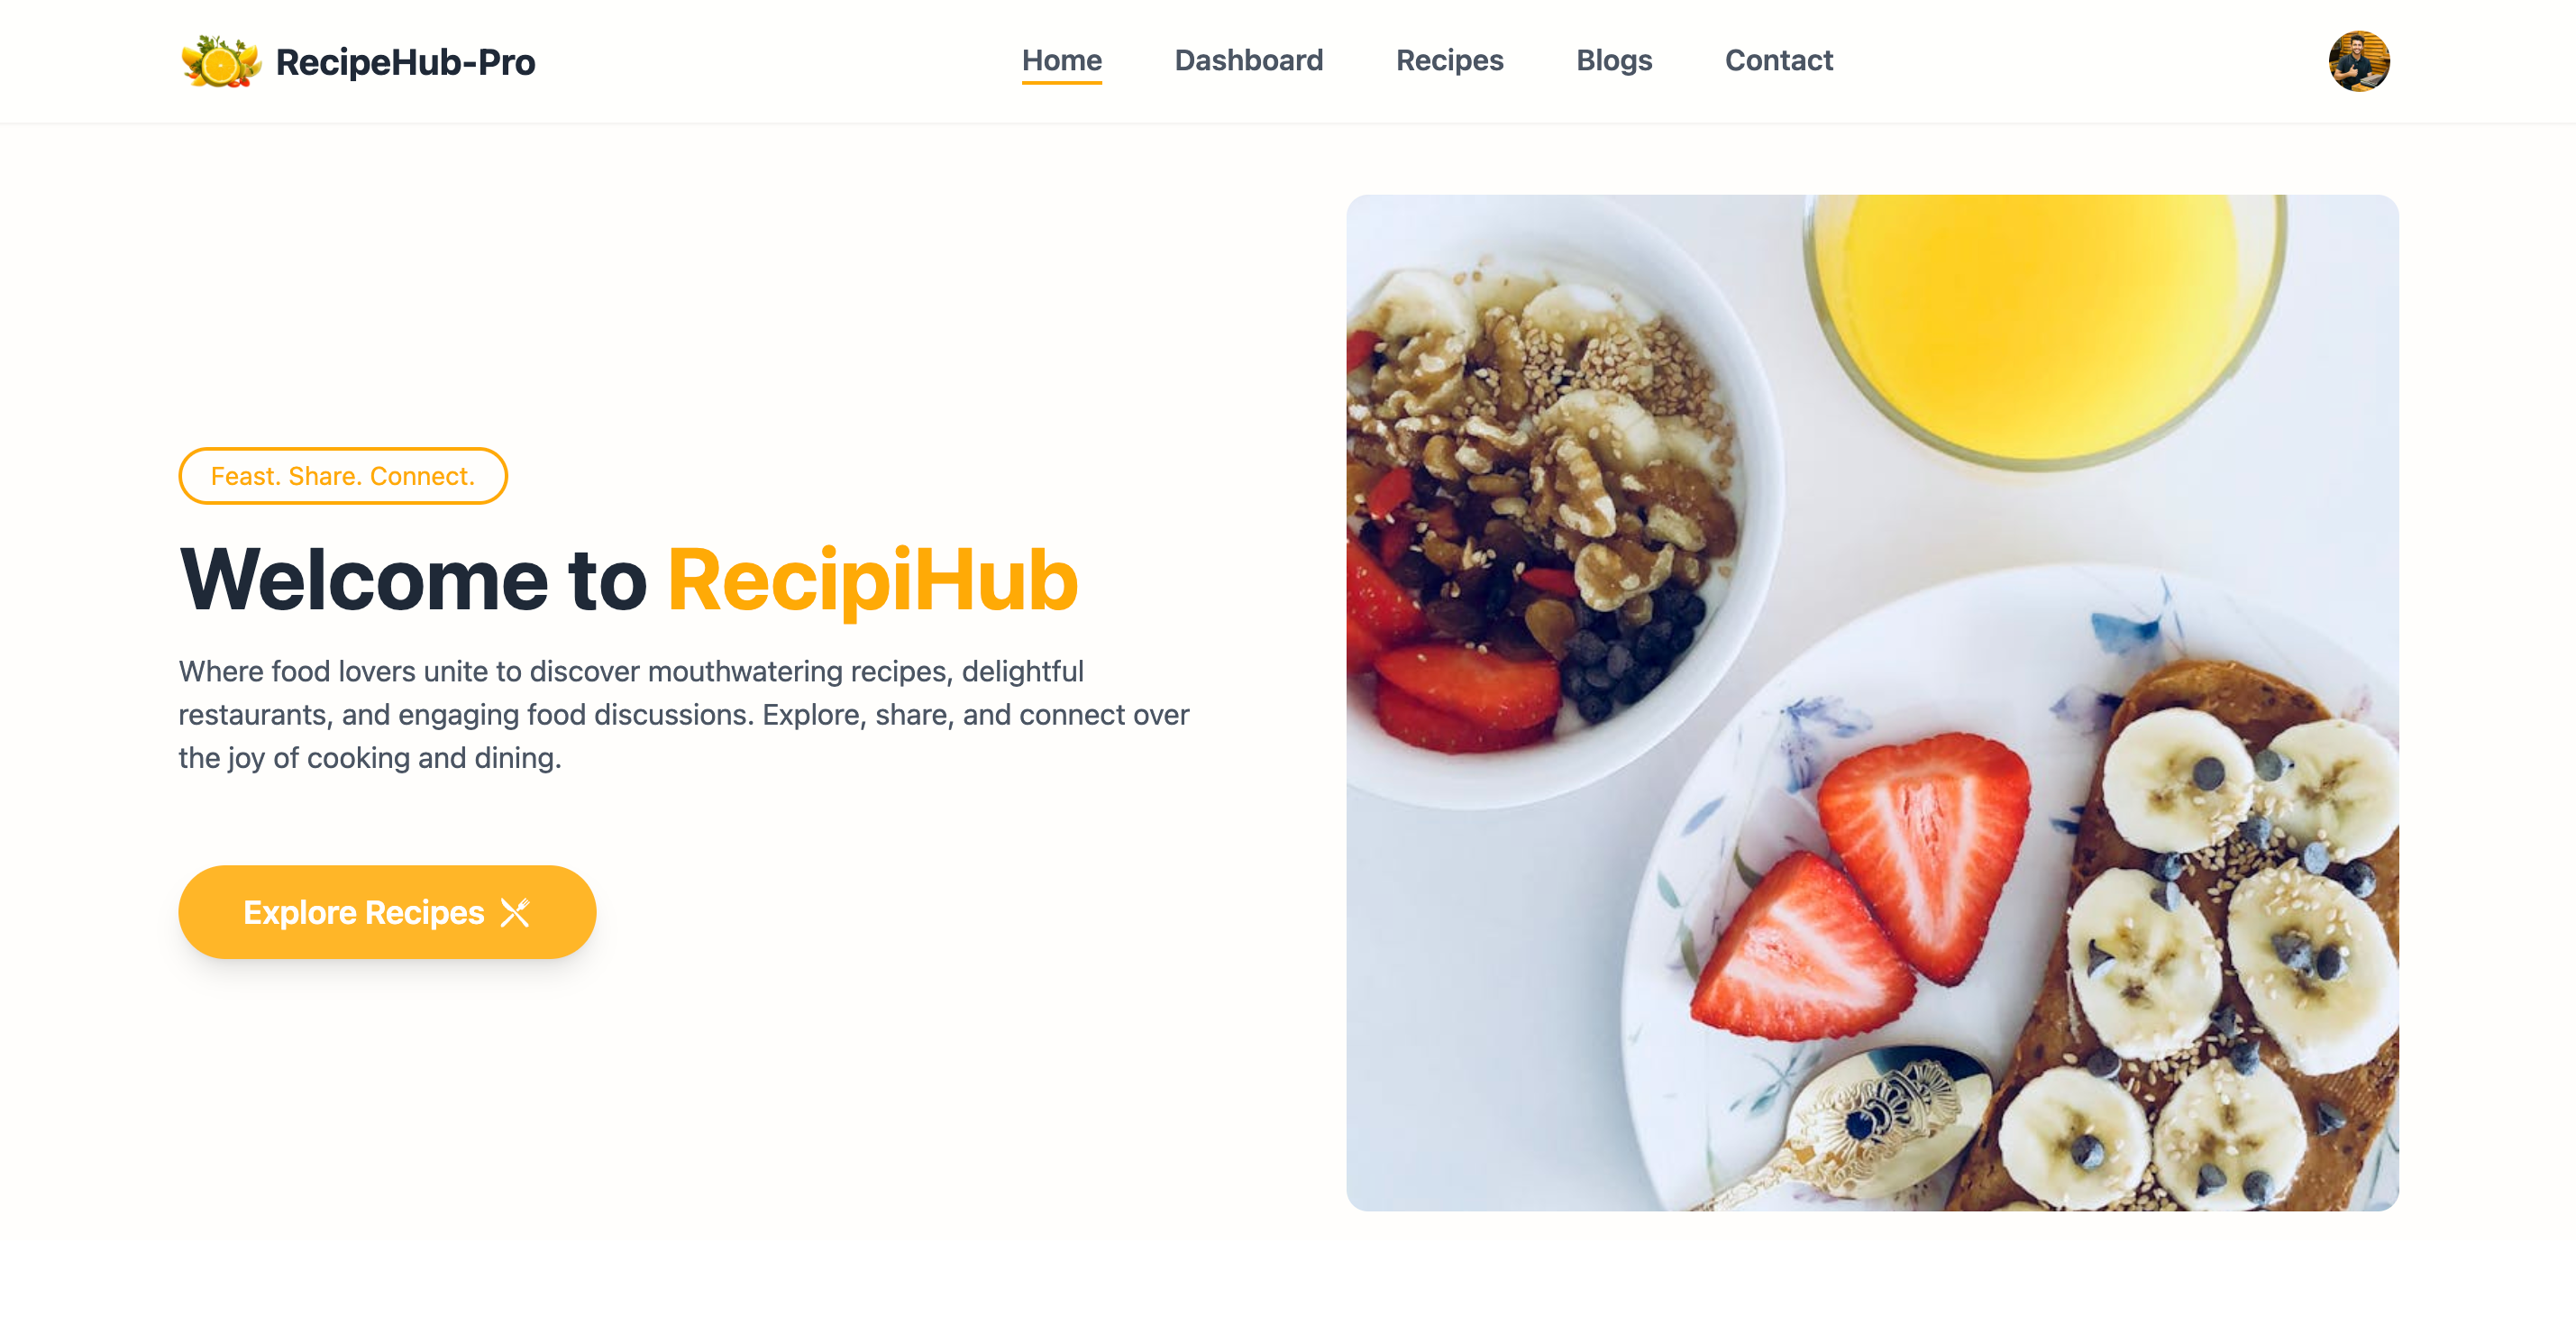 RecipeHub-Pro
Home
Dashboard
Recipes
Blogs
Contact
Feast. Share. Connect.
Welcome to RecipiHub
Where food lovers unite to discover mouthwatering recipes, delightful
restaurants, and engaging food discussions. Explore, share, and connect over
the joy of cooking and dining.
Explore Recipes